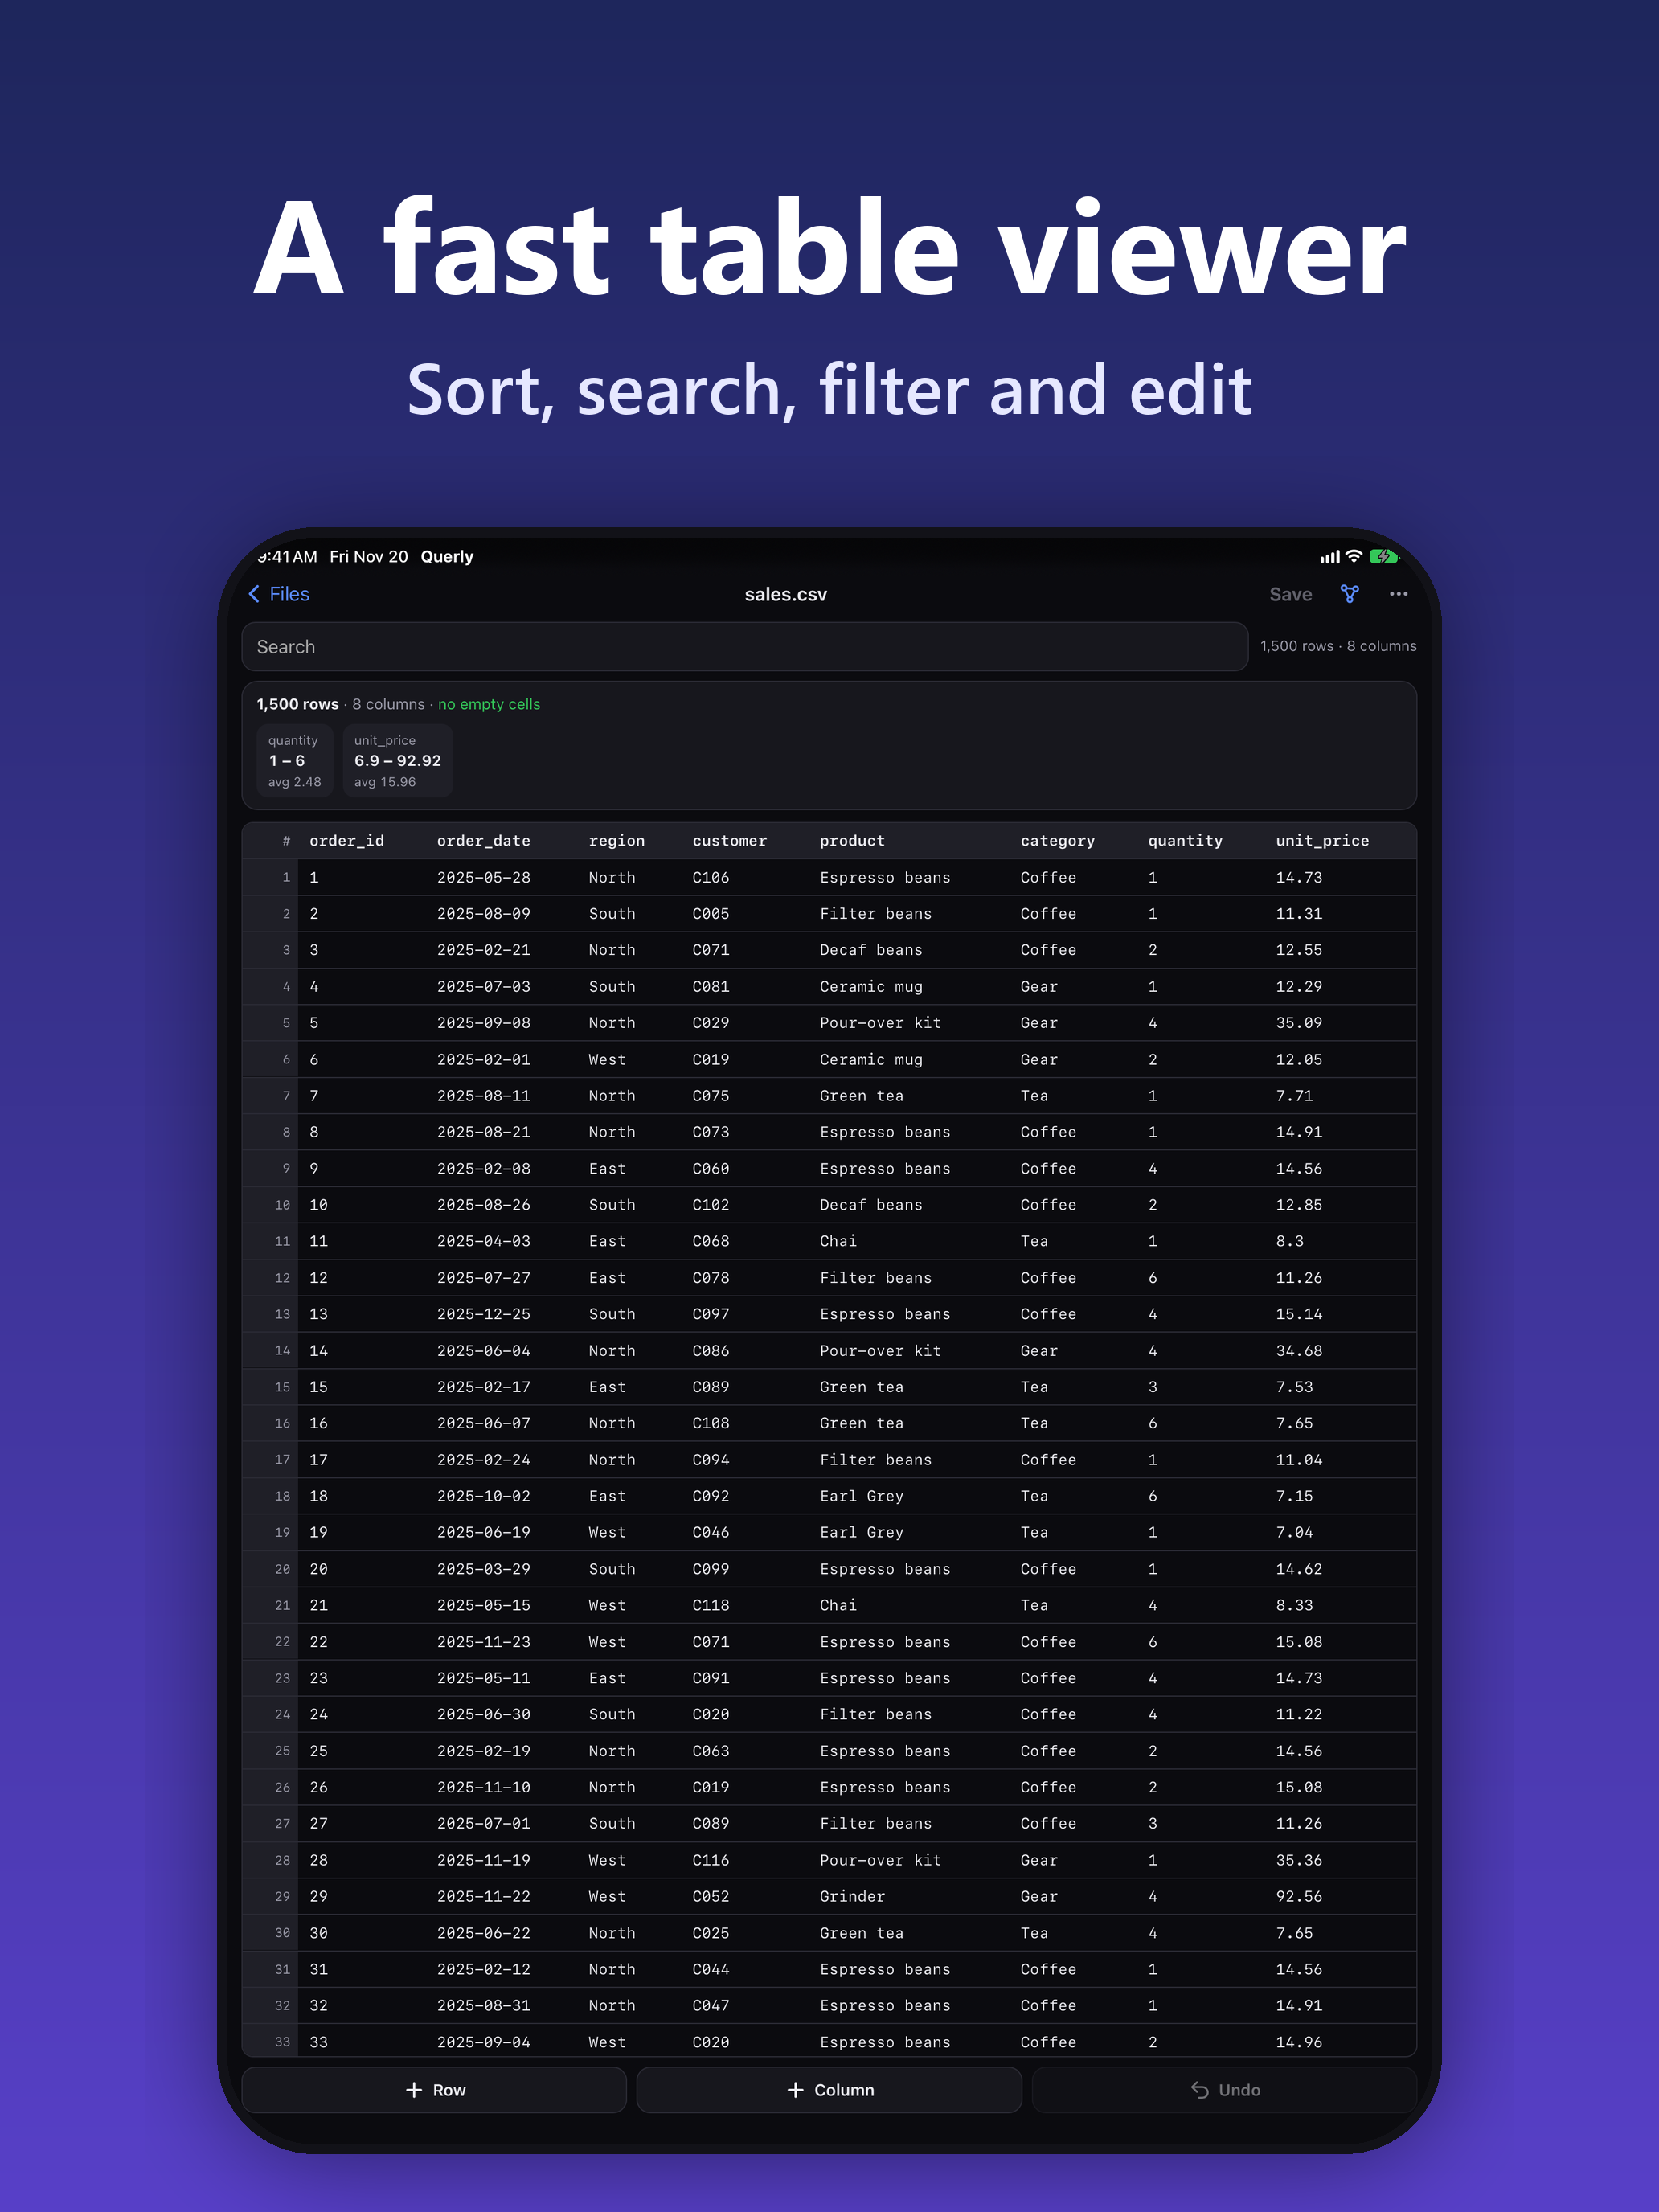 A fast table viewer
Sort, search, filter and edit
9:41 AM Fri Nov 20 Querly
Files sales.csv Save
Search 1,500 rows · 8 columns
1,500 rows · 8 columns · no empty cells
quantity unit_price
1 – 6 6.9 – 92.92
avg 2.48 avg 15.96
# order_id order_date region customer product category quantity unit_price
1 1 2025-05-28 North C106 Espresso beans Coffee 1 14.73
2 2 2025-08-09 South C005 Filter beans Coffee 1 11.31
3 3 2025-02-21 North C071 Decaf beans Coffee 2 12.55
4 4 2025-07-03 South C081 Ceramic mug Gear 1 12.29
5 5 2025-09-08 North C029 Pour-over kit Gear 4 35.09
6 6 2025-02-01 West C019 Ceramic mug Gear 2 12.05
7 7 2025-08-11 North C075 Green tea Tea 1 7.71
8 8 2025-08-21 North C073 Espresso beans Coffee 1 14.91
9 9 2025-02-08 East C060 Espresso beans Coffee 4 14.56
10 10 2025-08-26 South C102 Decaf beans Coffee 2 12.85
11 11 2025-04-03 East C068 Chai Tea 1 8.3
12 12 2025-07-27 East C078 Filter beans Coffee 6 11.26
13 13 2025-12-25 South C097 Espresso beans Coffee 4 15.14
14 14 2025-06-04 North C086 Pour-over kit Gear 4 34.68
15 15 2025-02-17 East C089 Green tea Tea 3 7.53
16 16 2025-06-07 North C108 Green tea Tea 6 7.65
17 17 2025-02-24 North C094 Filter beans Coffee 1 11.04
18 18 2025-10-02 East C092 Earl Grey Tea 6 7.15
19 19 2025-06-19 West C046 Earl Grey Tea 1 7.04
20 20 2025-03-29 South C099 Espresso beans Coffee 1 14.62
21 21 2025-05-15 West C118 Chai Tea 4 8.33
22 22 2025-11-23 West C071 Espresso beans Coffee 6 15.08
23 23 2025-05-11 East C091 Espresso beans Coffee 4 14.73
24 24 2025-06-30 South C020 Filter beans Coffee 4 11.22
25 25 2025-02-19 North C063 Espresso beans Coffee 2 14.56
26 26 2025-11-10 North C019 Espresso beans Coffee 2 15.08
27 27 2025-07-01 South C089 Filter beans Coffee 3 11.26
28 28 2025-11-19 West C116 Pour-over kit Gear 1 35.36
29 29 2025-11-22 West C052 Grinder Gear 4 92.56
30 30 2025-06-22 North C025 Green tea Tea 4 7.65
31 31 2025-02-12 North C044 Espresso beans Coffee 1 14.56
32 32 2025-08-31 North C047 Espresso beans Coffee 1 14.91
33 33 2025-09-04 West C020 Espresso beans Coffee 2 14.96
+ Row + Column Undo